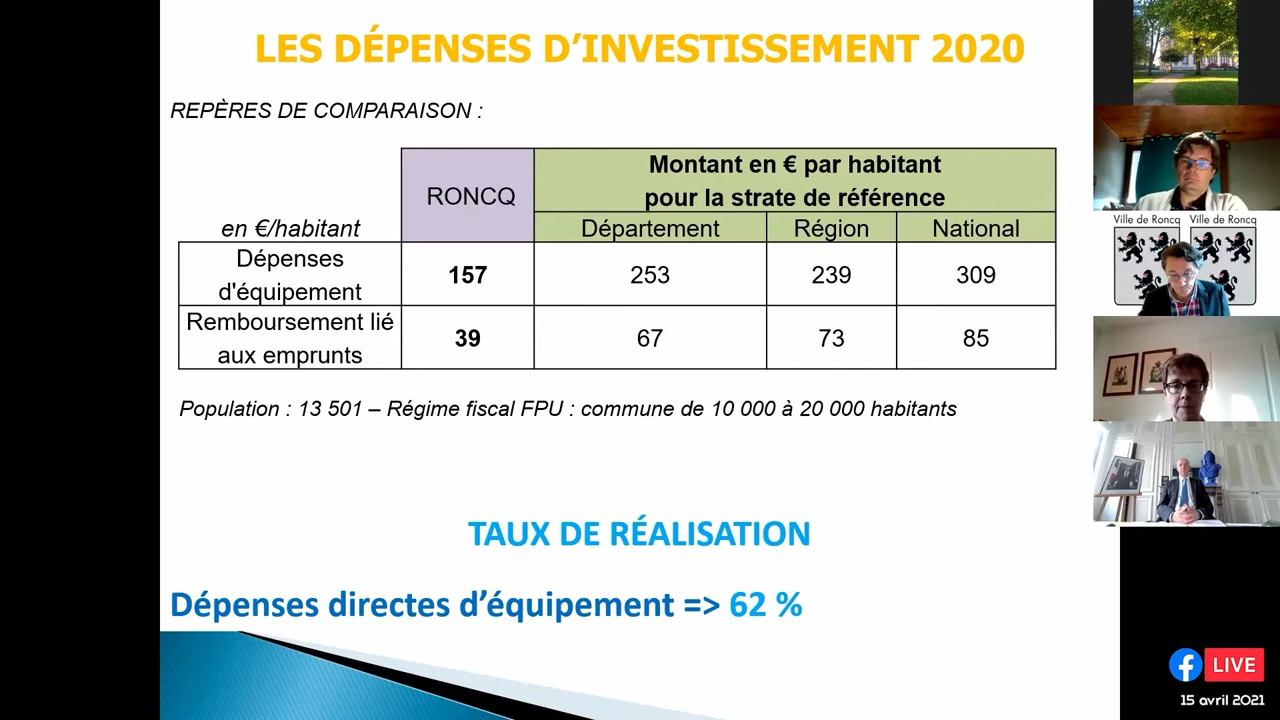 LES DÉPENSES D’INVESTISSEMENT 2020
REPÈRES DE COMPARAISON :
en €/habitant
RONCQ
Montant en € par habitant
pour la strate de référence
Département
Région
National
Dépenses
d'équipement
157
253
239
309
Remboursement lié
aux emprunts
39
67
73
85
Population : 13 501 – Régime fiscal FPU : commune de 10 000 à 20 000 habitants
TAUX DE RÉALISATION
Dépenses directes d’équipement => 62 %
Ville de Roncq
Ville de Roncq
LIVE
15 avril 2021